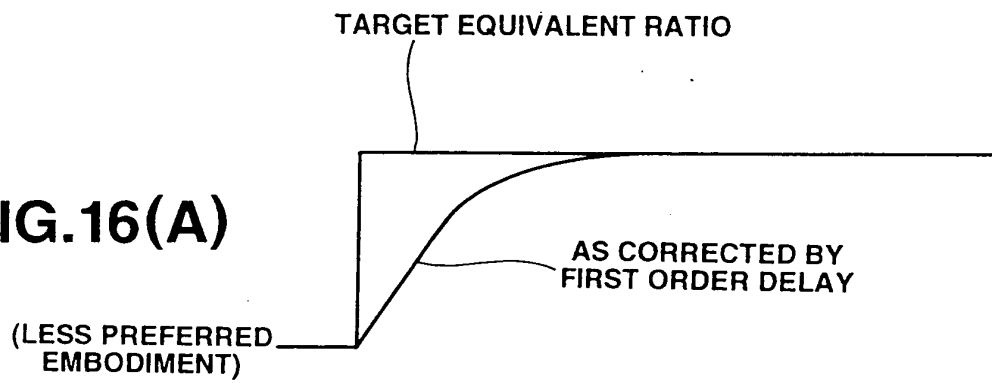 TARGET EQUIVALENT RATIO
IG.16(A)
AS CORRECTED BY
FIRST ORDER DELAY
(LESS PREFERRED
EMBODIMENT)